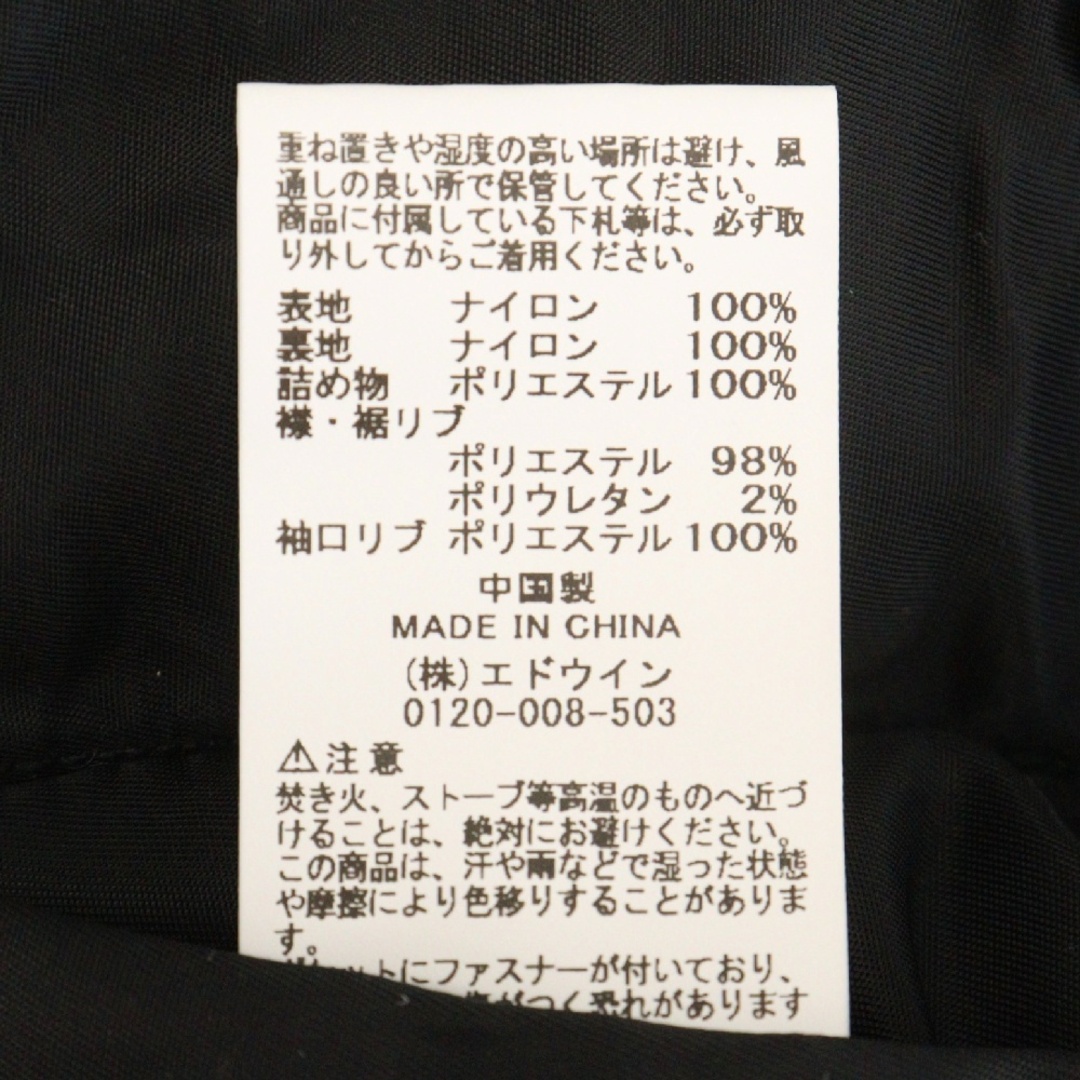 重ね置きや湿度の高い場所は避け、風
通しの良い所で保管してください。
商品に付属している下札等は、必ず取
り外してからご着用ください。
表地 ナイロン 100%
裏地 ナイロン 100%
詰め物 ポリエステル 100%
襟・裾リブ
ポリエステル 98%
ポリウレタン 2%
袖口リブ ポリエステル 100%
中国製
MADE IN CHINA
(株)エドウイン
0120-008-503
⚠注意
焚き火、ストーブ等高温のものへ近づ
けることは、絶対にお避けください。
この商品は、汗や雨などで湿った状態
や摩擦により色移りすることがありま
す。
にファスナーが付いており、
がつく恐れがあります